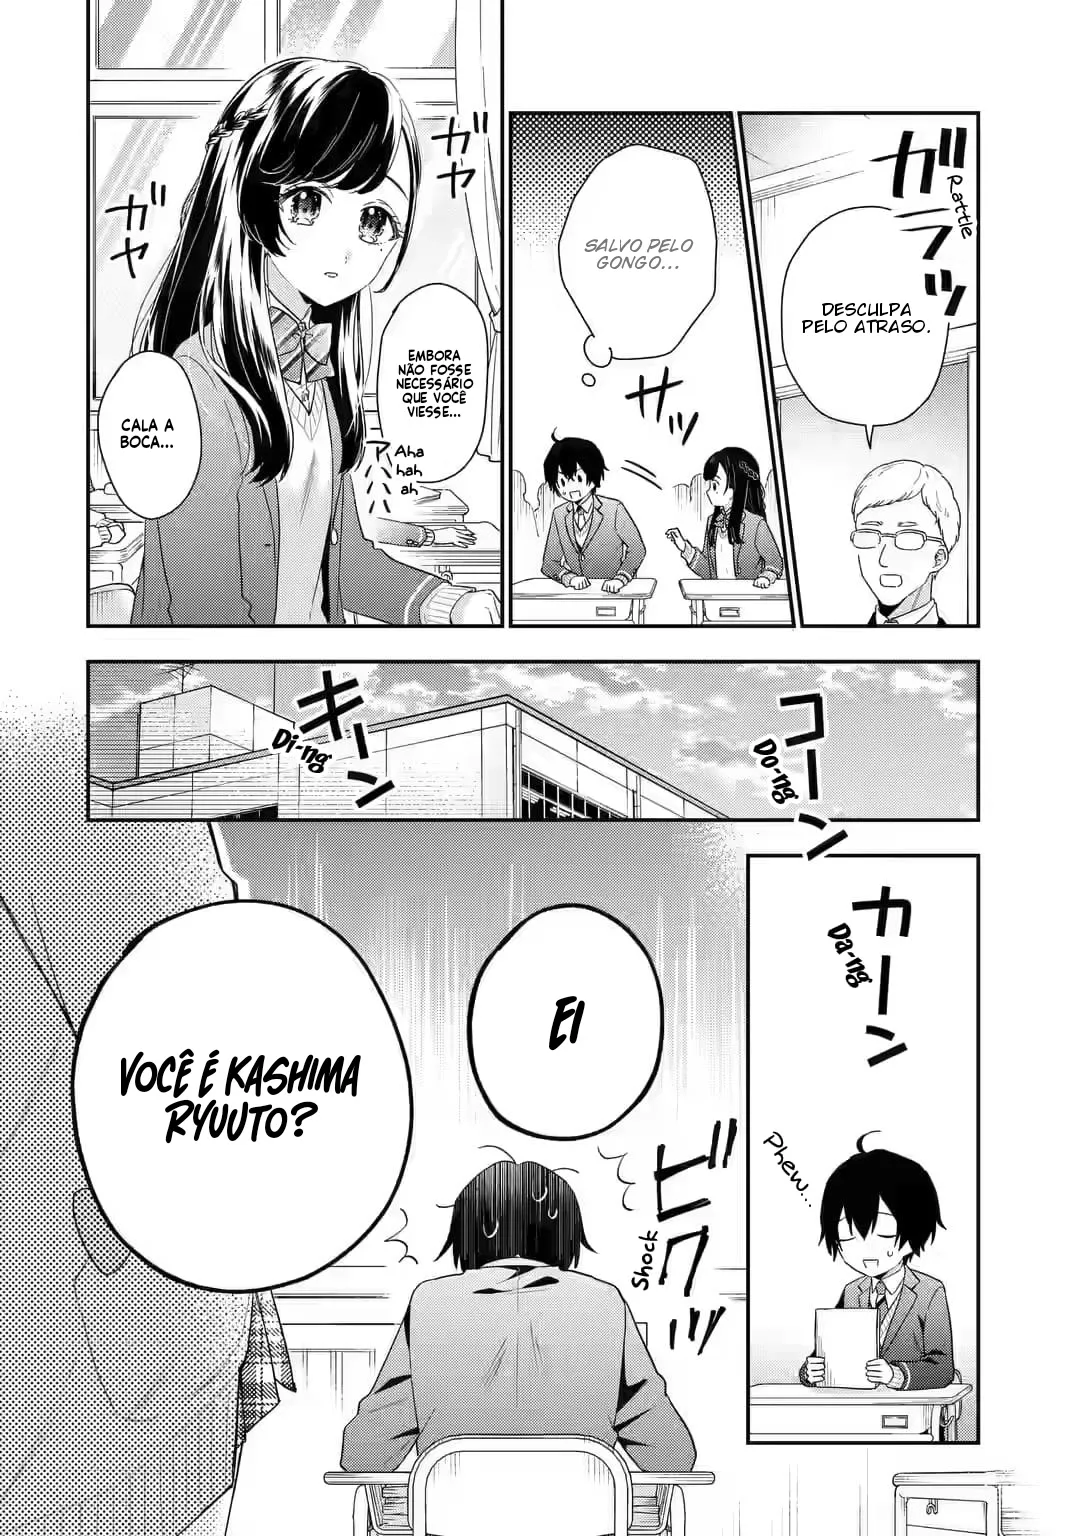 ガラッ
Rattle
DESCULPA
PELO ATRASO.
SALVO PELO
GONGO...
サッ
ガヤ
ガヤ
EMBORA
NÃO FOSSE
NECESSÁRIO
QUE VOCÊ
VIESSE...
アハハハ
Aha
hah
ah
CALA A
BOCA...
キーン
Di-ng
コーン
Do-ng
カーン
Da-ng
Phew...
EI
ビクッ
Shock
VOCÊ É KASHIMA
RYUUTO?